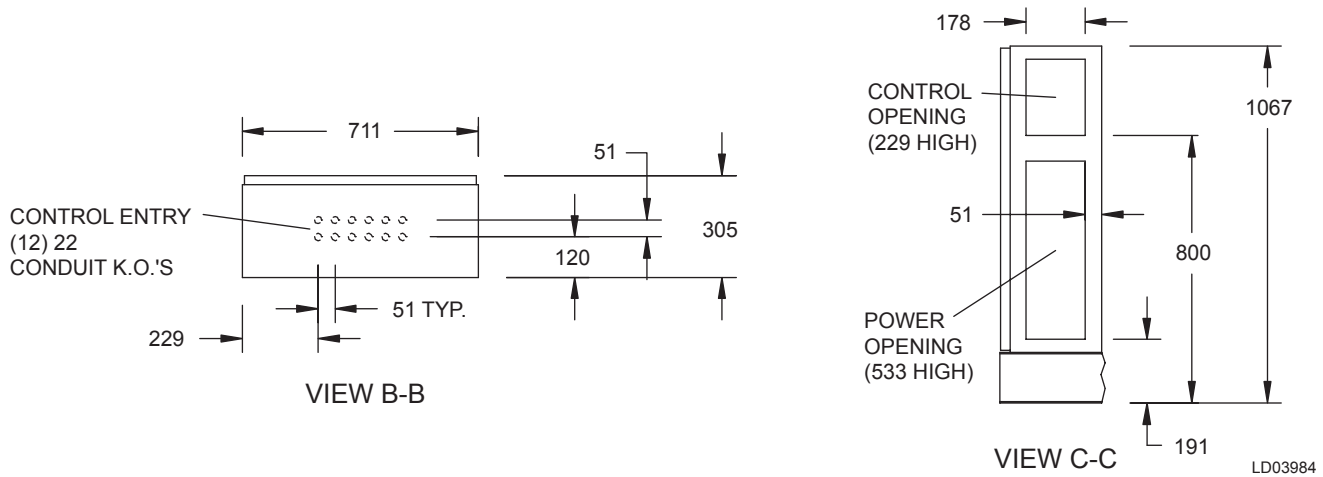 711
51
305
120
CONTROL ENTRY
(12) 22
CONDUIT K.O.'S
51 TYP.
229
VIEW B-B
178
CONTROL
OPENING
(229 HIGH)
1067
51
800
POWER
OPENING
(533 HIGH)
191
VIEW C-C
LD03984